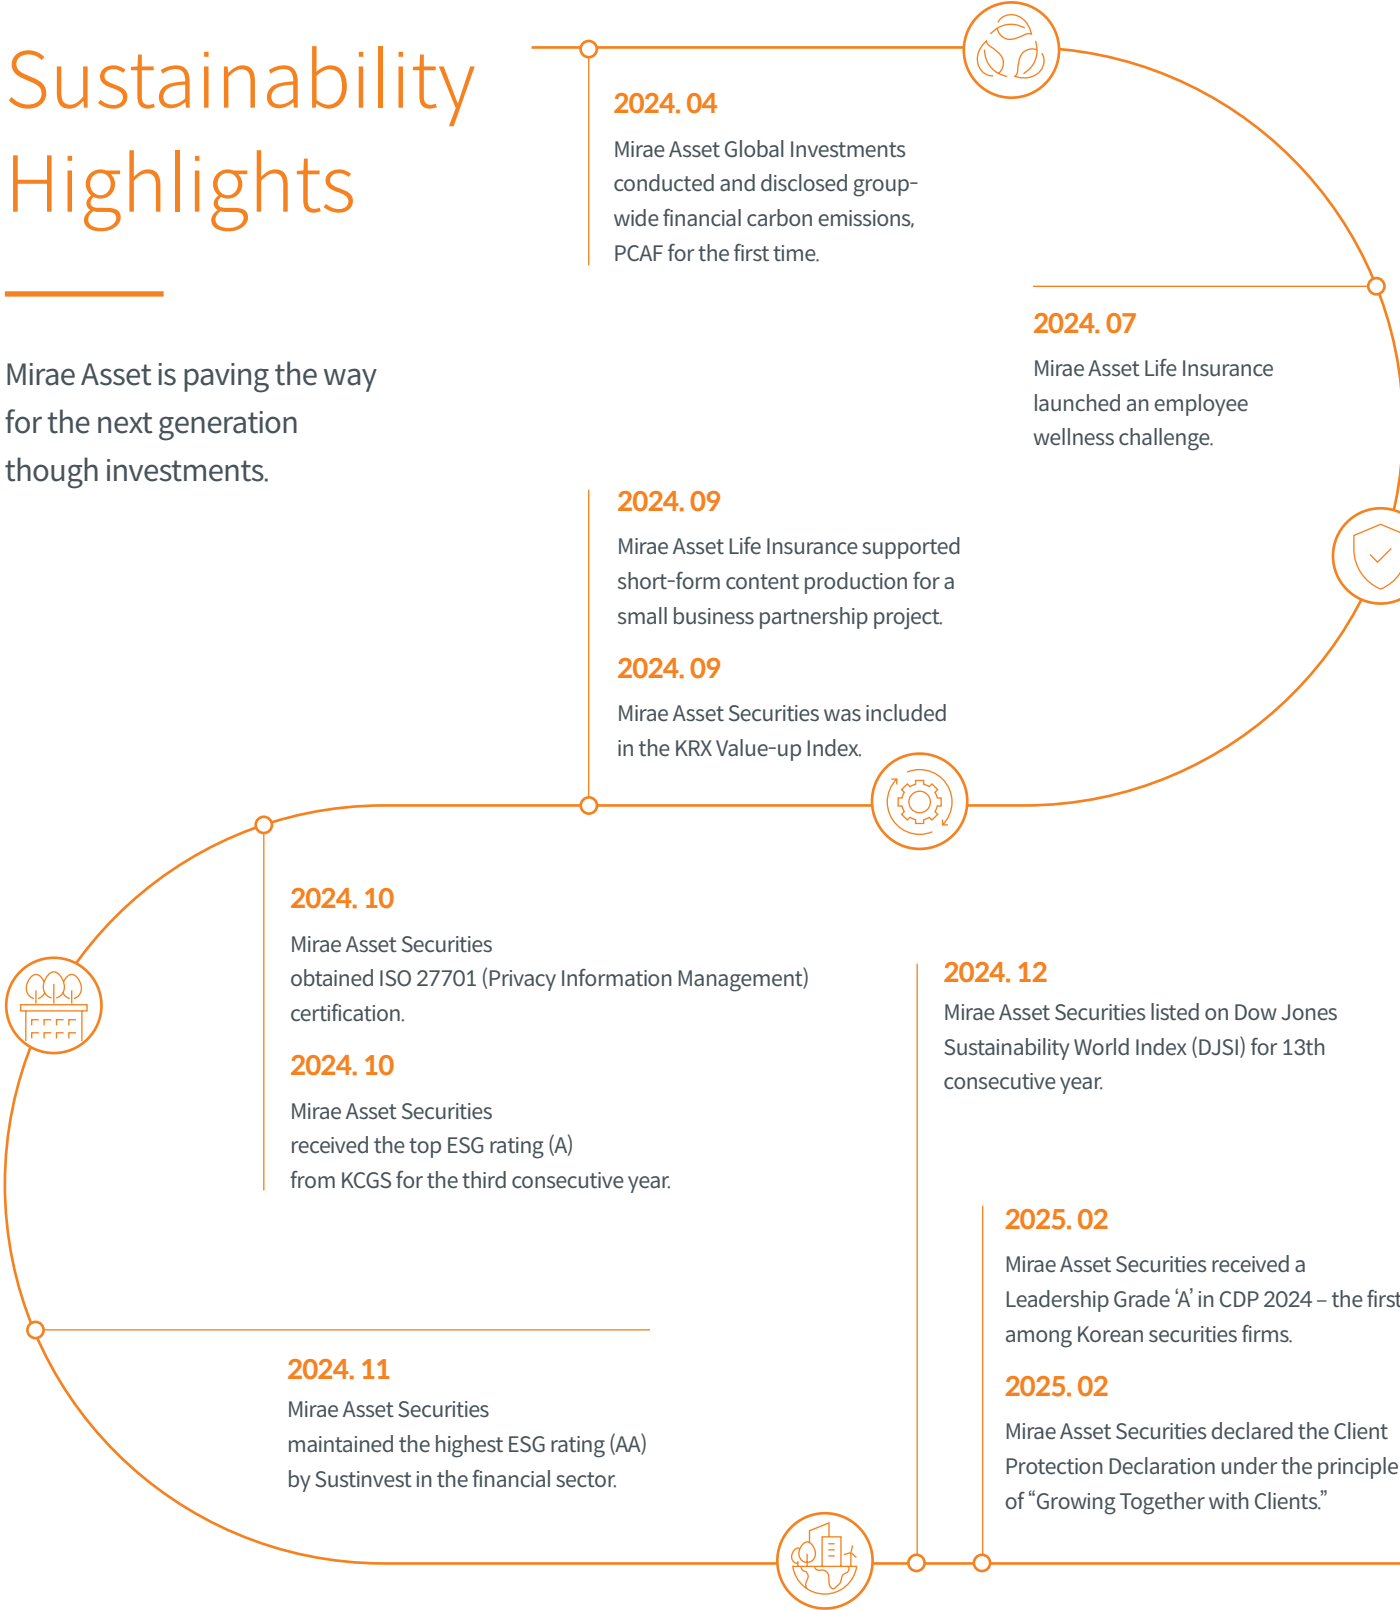 Sustainability
Highlights
Mirae Asset is paving the way
for the next generation
though investments.
2024. 04
Mirae Asset Global Investments
conducted and disclosed group-
wide financial carbon emissions,
PCAF for the first time.
2024. 07
Mirae Asset Life Insurance
launched an employee
wellness challenge.
2024. 09
Mirae Asset Life Insurance supported
short-form content production for a
small business partnership project.
2024. 09
Mirae Asset Securities was included
in the KRX Value-up Index.
2024. 10
Mirae Asset Securities
obtained ISO 27701 (Privacy Information Management)
certification.
2024. 10
Mirae Asset Securities
received the top ESG rating (A)
from KCGS for the third consecutive year.
2024. 11
Mirae Asset Securities
maintained the highest ESG rating (AA)
by Sustinvest in the financial sector.
2024. 12
Mirae Asset Securities listed on Dow Jones
Sustainability World Index (DJSI) for 13th
consecutive year.
2025. 02
Mirae Asset Securities received a
Leadership Grade ‘A’ in CDP 2024 – the first
among Korean securities firms.
2025. 02
Mirae Asset Securities declared the Client
Protection Declaration under the principle
of “Growing Together with Clients.”